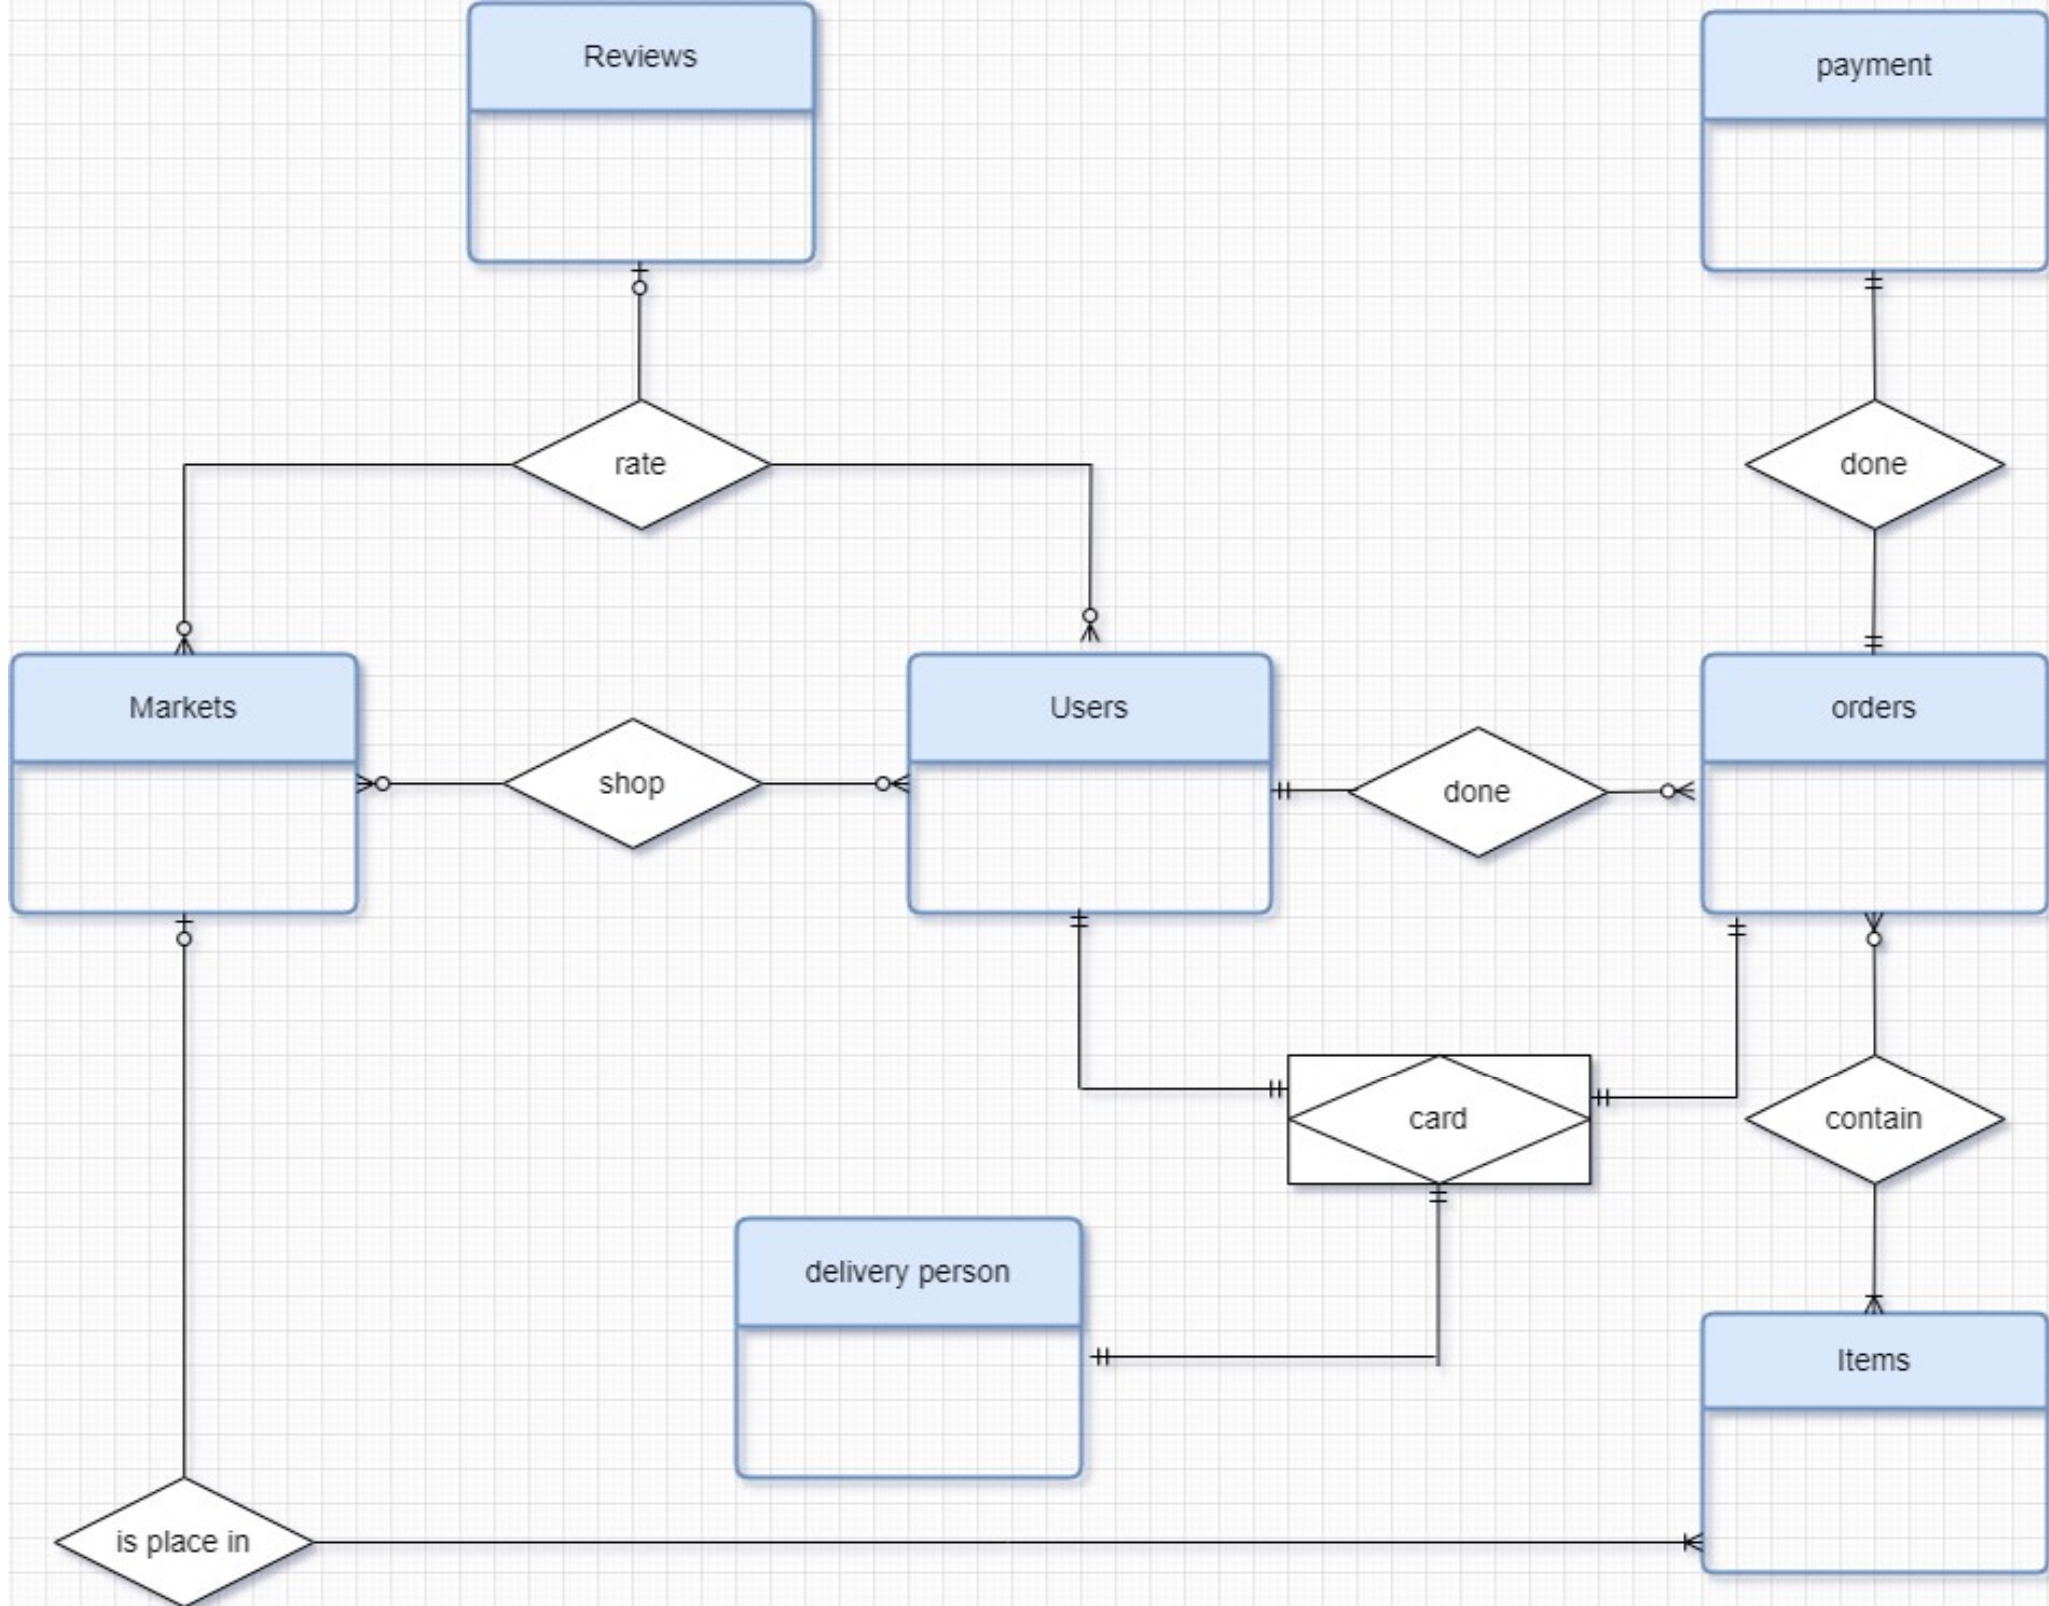 Reviews
payment
rate
done
Markets
Users
orders
shop
done
card
contain
delivery person
Items
is place in